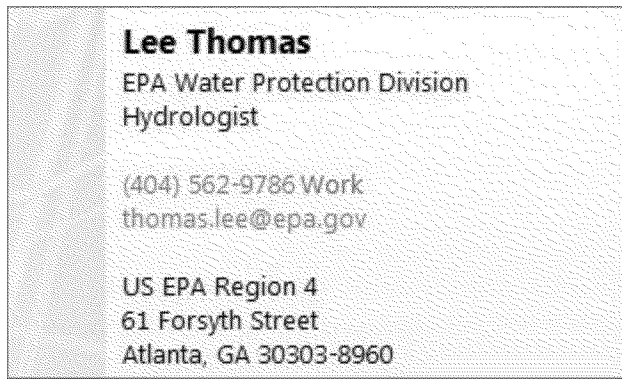 Lee Thomas
EPA Water Protection Division
Hydrologist
(404) 562-9786 Work
thomas.lee@epa.gov
US EPA Region 4
61 Forsyth Street
Atlanta, GA 30303-8960